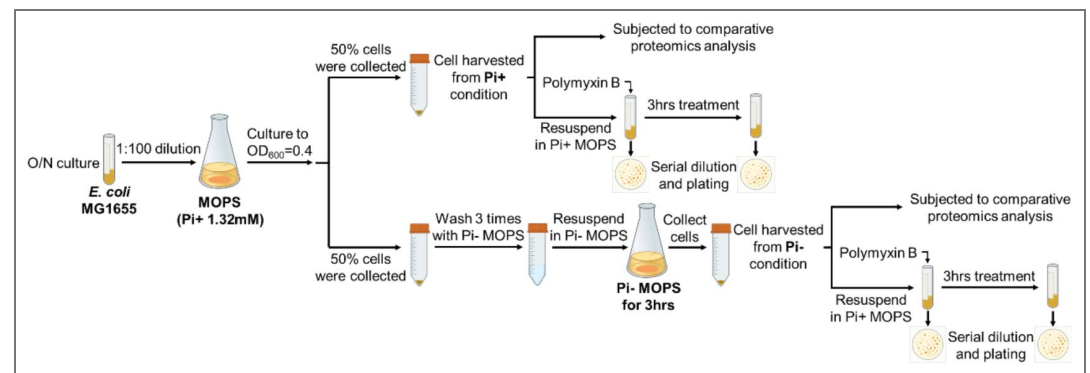 O/N culture
E. coli
MG1655
1:100 dilution
MOPS
(Pi+ 1.32mM)
Culture to
OD600=0.4
50% cells
were collected
Cell harvested
from Pi+
condition
Subjected to comparative
proteomics analysis
Polymyxin B
Resuspend
in Pi+ MOPS
3hrs treatment
Serial dilution
and plating
50% cells
were collected
Wash 3 times
with Pi- MOPS
Resuspend
in Pi- MOPS
Pi- MOPS
for 3hrs
Collect
cells
Cell harvested
from Pi-
condition
Subjected to comparative
proteomics analysis
Polymyxin B
Resuspend
in Pi+ MOPS
3hrs treatment
Serial dilution
and plating